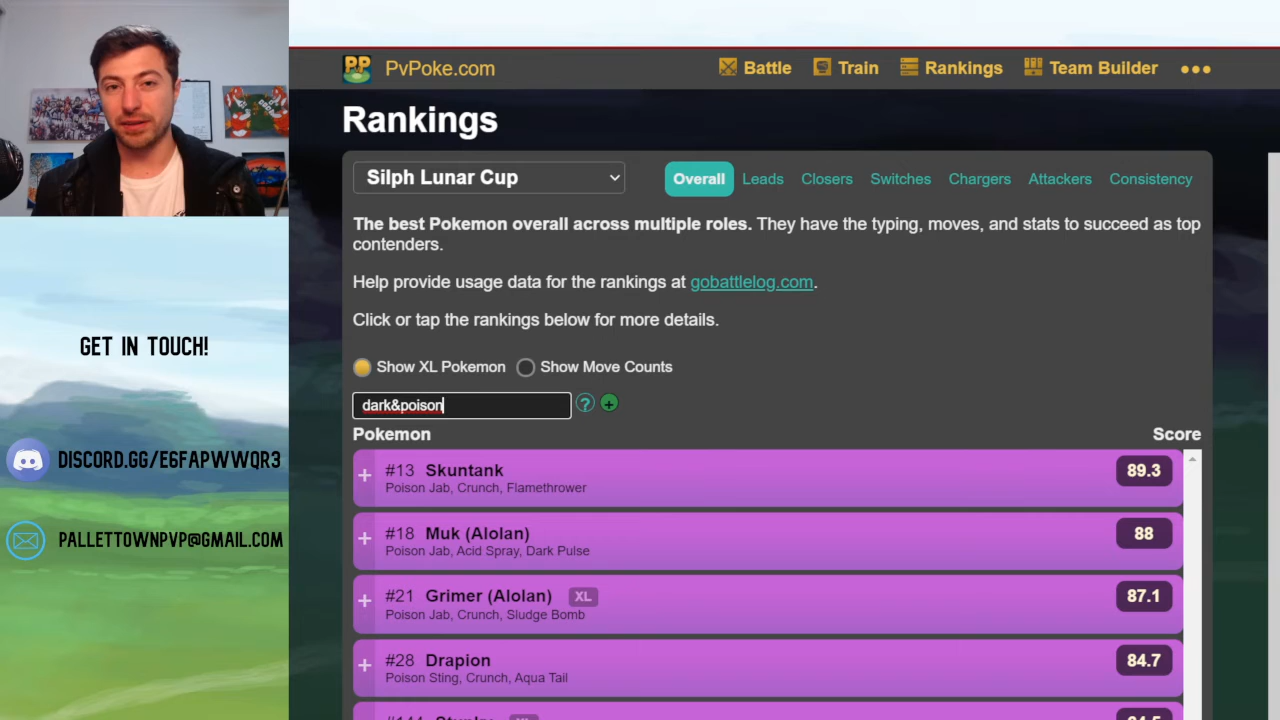 PvPoke.com
Battle
Train
Rankings
Team Builder
Rankings
Silph Lunar Cup
Overall
Leads
Closers
Switches
Chargers
Attackers
Consistency
The best Pokemon overall across multiple roles. They have the typing, moves, and stats to succeed as top
contenders.
Help provide usage data for the rankings at gobattlelog.com.
Click or tap the rankings below for more details.
Show XL Pokemon
Show Move Counts
dark&poison
?
+
Pokemon
Score
+ #13 Skuntank
89.3
Poison Jab, Crunch, Flamethrower
+ #18 Muk (Alolan)
88
Poison Jab, Acid Spray, Dark Pulse
+ #21 Grimer (Alolan) XL
87.1
Poison Jab, Crunch, Sludge Bomb
+ #28 Drapion
84.7
Poison Sting, Crunch, Aqua Tail
GET IN TOUCH!
DISCORD.GG/E6FAPWWQR3
PALLETTOWNPVP@GMAIL.COM